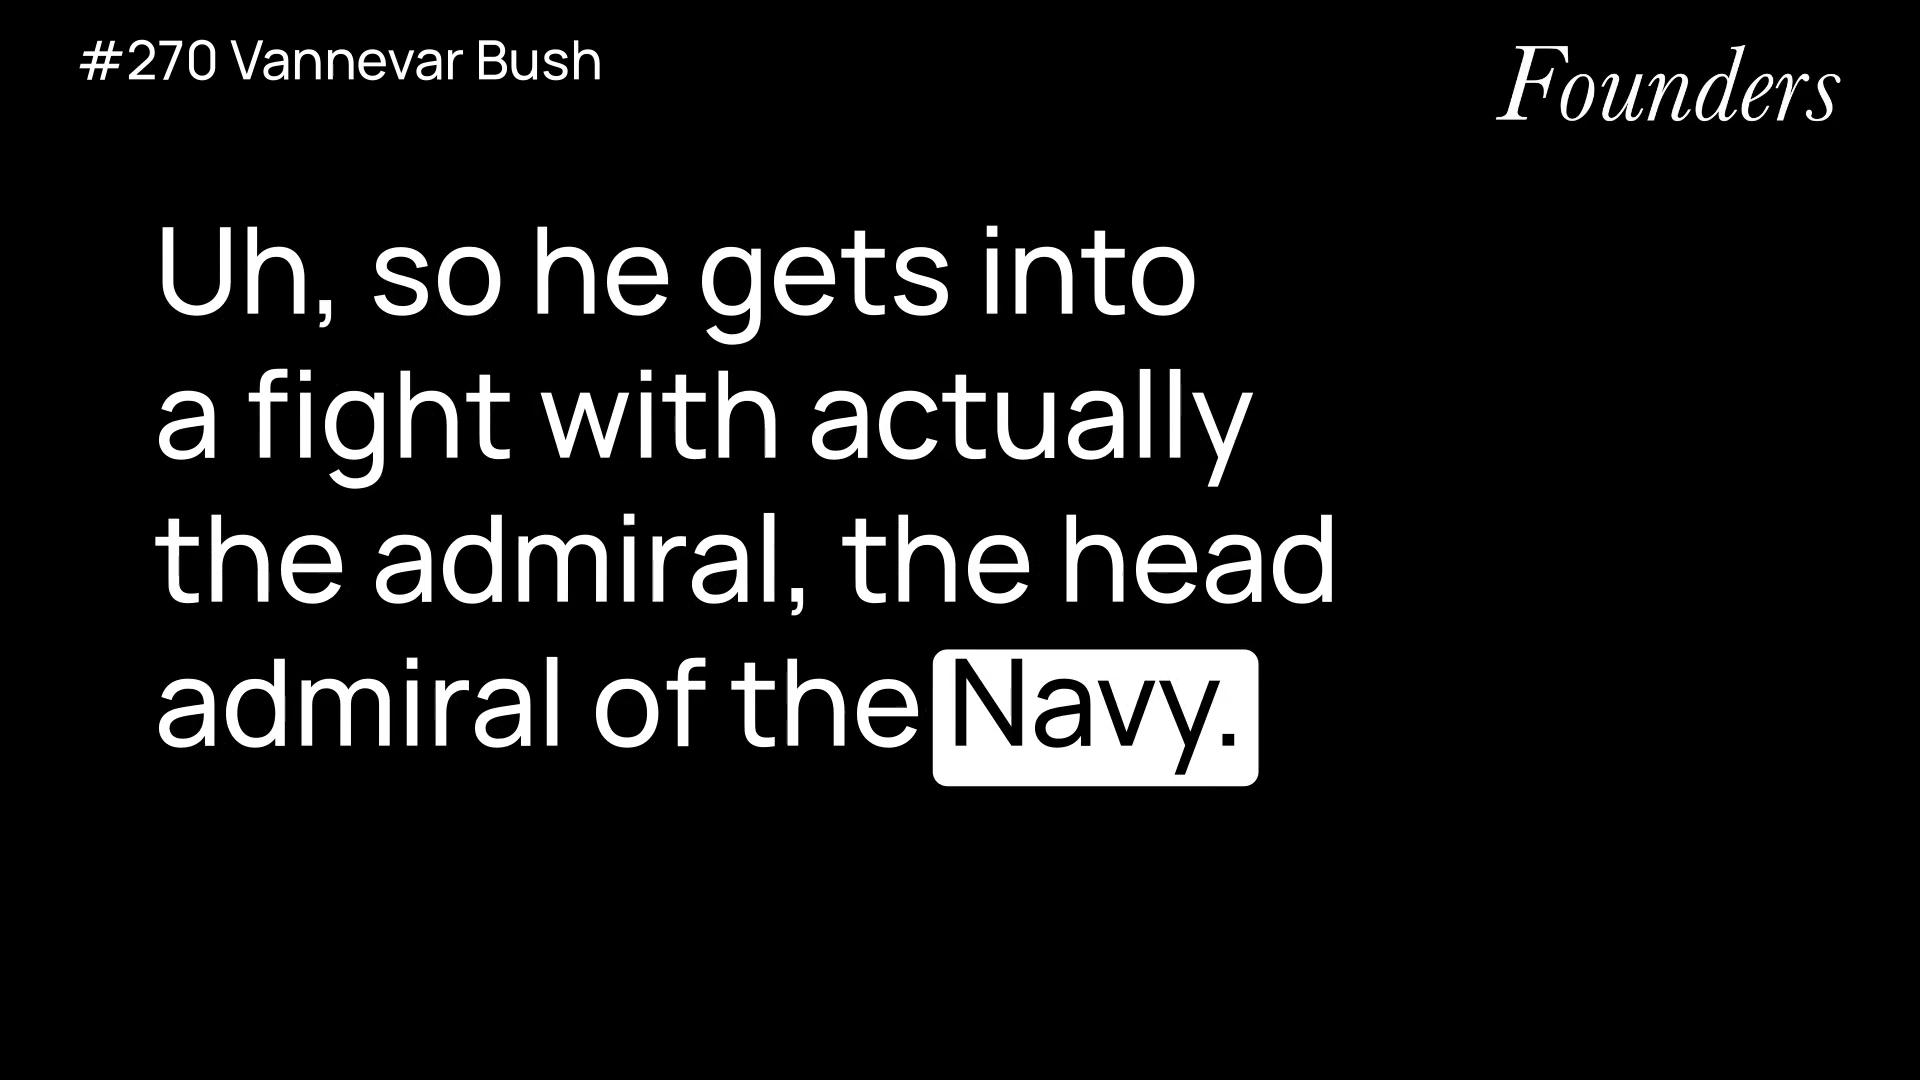 #270 Vannevar Bush
Founders
Uh, so he gets into
a fight with actually
the admiral, the head
admiral of the Navy.